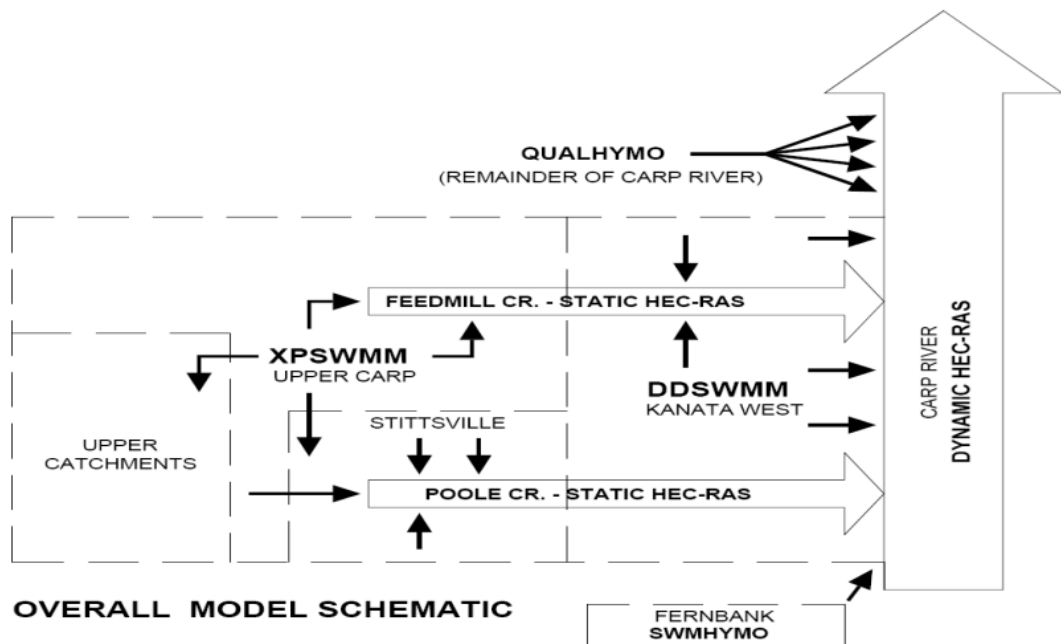 QUALHYMO
(REMAINDER OF CARP RIVER)
FEEDMILL CR. - STATIC HEC-RAS
XPSWMM
UPPER CARP
DDSWMM
KANATA WEST
STITTSVILLE
UPPER
CATCHMENTS
POOLE CR. - STATIC HEC-RAS
CARP RIVER
DYNAMIC HEC-RAS
OVERALL MODEL SCHEMATIC
FERNBANK
SWMHYMO